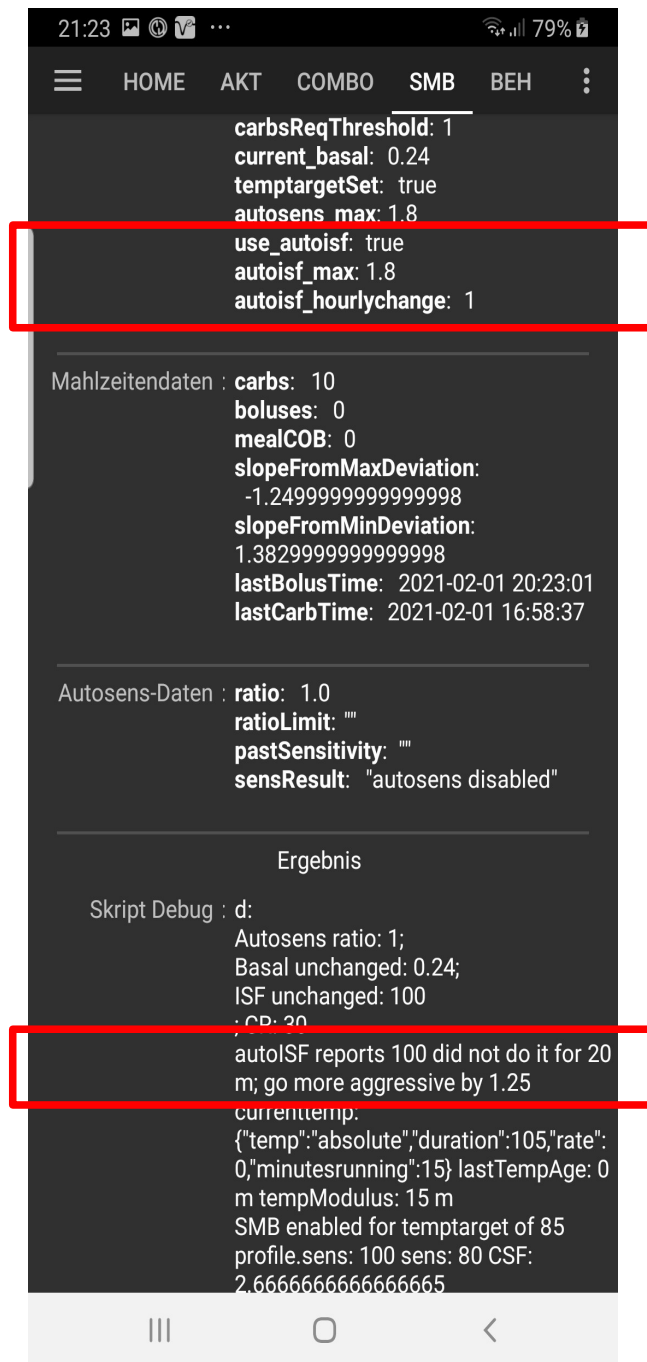 21:23 ... 79%
HOME AKT COMBO SMB BEH
carbsReqThreshold: 1
current_basal: 0.24
temptargetSet: true
autosens_max: 1.8
use_autoisf: true
autoisf_max: 1.8
autoisf_hourlychange: 1
Mahlzeitendaten : carbs: 10
boluses: 0
mealCOB: 0
slopeFromMaxDeviation:
-1.2499999999999998
slopeFromMinDeviation:
1.3829999999999998
lastBolusTime: 2021-02-01 20:23:01
lastCarbTime: 2021-02-01 16:58:37
Autosens-Daten : ratio: 1.0
ratioLimit: ""
pastSensitivity: ""
sensResult: "autosens disabled"
Ergebnis
Skript Debug : d:
Autosens ratio: 1;
Basal unchanged: 0.24;
ISF unchanged: 100
; CR: 30
autoISF reports 100 did not do it for 20
m; go more aggressive by 1.25
currenttemp:
{"temp":"absolute","duration":105,"rate":
0,"minutesrunning":15} lastTempAge: 0
m tempModulus: 15 m
SMB enabled for temptarget of 85
profile.sens: 100 sens: 80 CSF:
2.6666666666666665